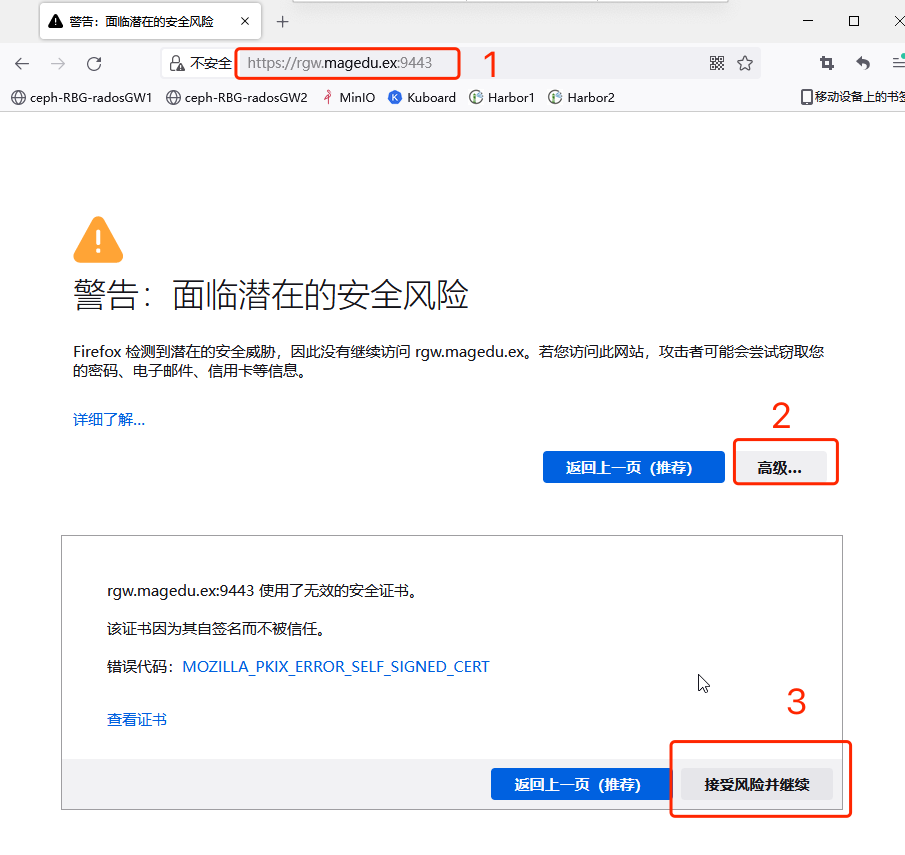 警告：面临潜在的安全风险
不安全 https://rgw.magedu.ex:9443 1
ceph-RBG-radosGW1 ceph-RBG-radosGW2 MinIO Kuboard Harbor1 Harbor2 移动设备上的书签
警告：面临潜在的安全风险
Firefox 检测到潜在的安全威胁，因此没有继续访问 rgw.magedu.ex。若您访问此网站，攻击者可能会尝试窃取您
的密码、电子邮件、信用卡等信息。
详细了解...
2
返回上一页（推荐） 高级...
rgw.magedu.ex:9443 使用了无效的安全证书。
该证书因为其自签名而不被信任。
错误代码：MOZILLA_PKIX_ERROR_SELF_SIGNED_CERT
3
查看证书
返回上一页（推荐） 接受风险并继续